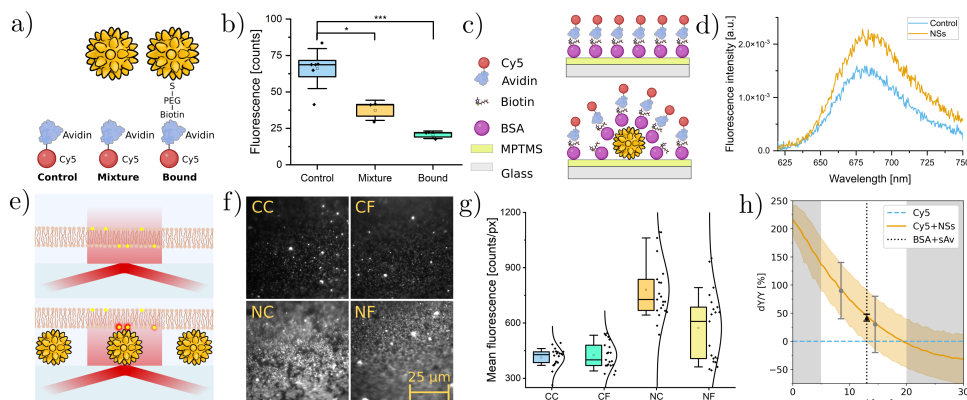 a)
S
PEG
Biotin
Avidin
Avidin
Avidin
Cy5
Cy5
Cy5
Control
Mixture
Bound
b)
Fluorescence [counts]
100
75
50
25
0
***
*
Control
Mixture
Bound
c)
Cy5
Avidin
Biotin
BSA
MPTMS
Glass
d)
Fluorescence intensity [a.u.]
Control
NSs
2.0×10⁻³
1.0×10⁻³
0.0
625
650
675
700
725
750
Wavelength [nm]
e)
f)
CC
CF
NC
NF
25 μm
g)
Mean fluorescence [counts/px]
1200
900
600
300
CC
CF
NC
NF
h)
dY/Y [%]
250
200
150
100
50
0
−50
Cy5
Cy5+NSs
BSA+sAv
0
10
20
30